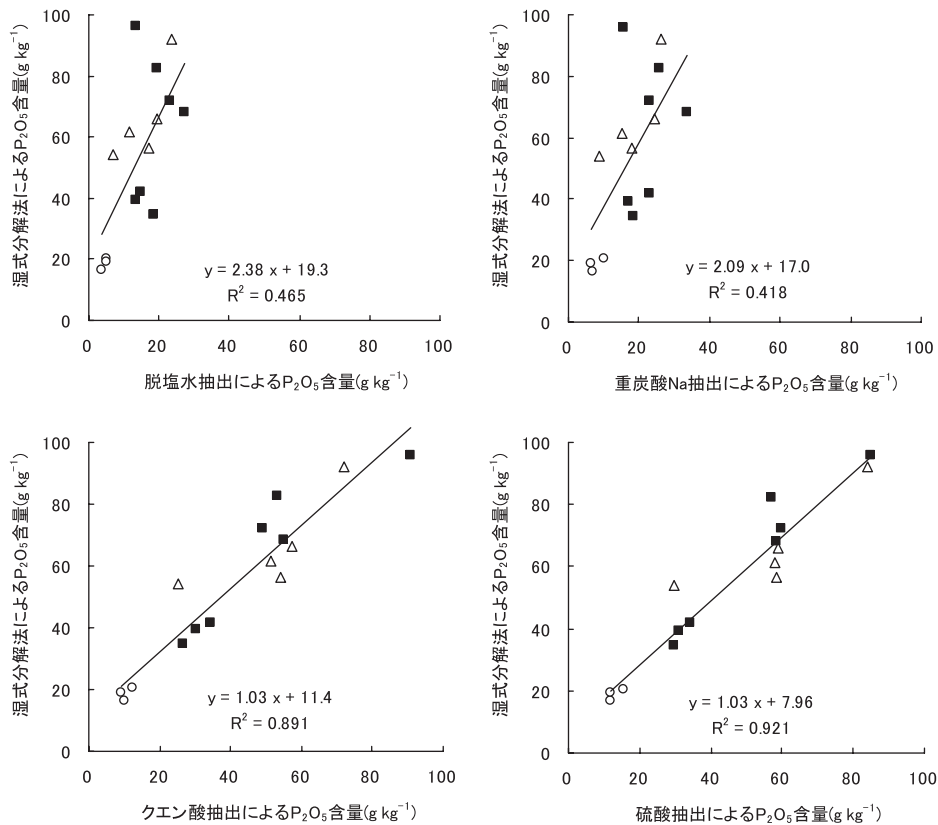 湿式分解法によるP₂O₅含量(g kg⁻¹)
100
80
60
40
20
0
y = 2.38 x + 19.3
R² = 0.465
0 20 40 60 80 100
脱塩水抽出によるP₂O₅含量(g kg⁻¹)
湿式分解法によるP₂O₅含量(g kg⁻¹)
100
80
60
40
20
0
y = 2.09 x + 17.0
R² = 0.418
0 20 40 60 80 100
重炭酸Na抽出によるP₂O₅含量(g kg⁻¹)
湿式分解法によるP₂O₅含量(g kg⁻¹)
100
80
60
40
20
0
y = 1.03 x + 11.4
R² = 0.891
0 20 40 60 80 100
クエン酸抽出によるP₂O₅含量(g kg⁻¹)
湿式分解法によるP₂O₅含量(g kg⁻¹)
100
80
60
40
20
0
y = 1.03 x + 7.96
R² = 0.921
0 20 40 60 80 100
硫酸抽出によるP₂O₅含量(g kg⁻¹)